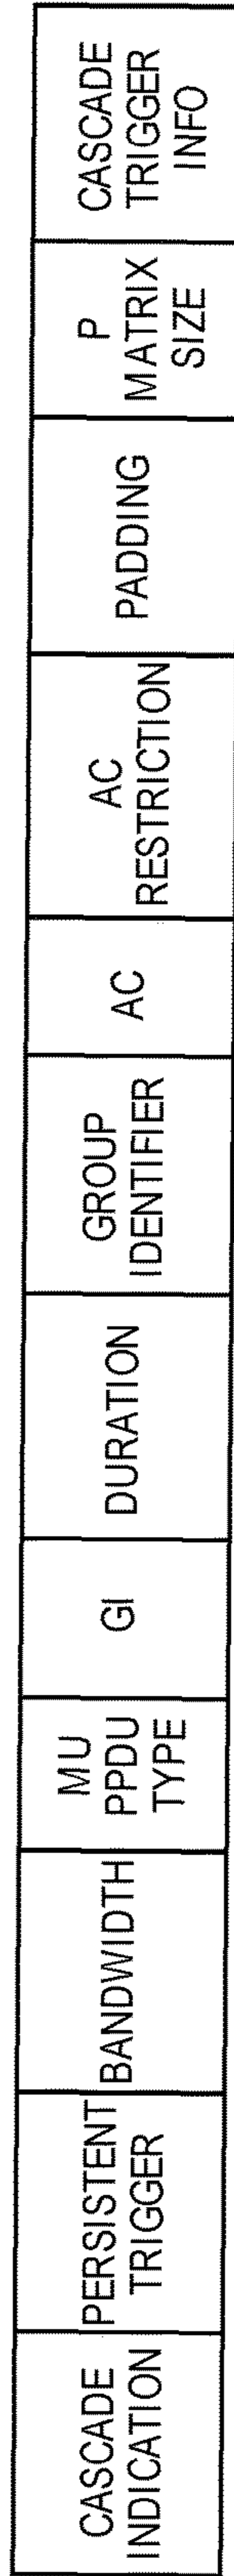 CASCADE
INDICATION
PERSISTENT
TRIGGER
BANDWIDTH
MU
PPDU
TYPE
GI
DURATION
GROUP
IDENTIFIER
AC
AC
RESTRICTION
PADDING
P
MATRIX
SIZE
CASCADE
TRIGGER
INFO